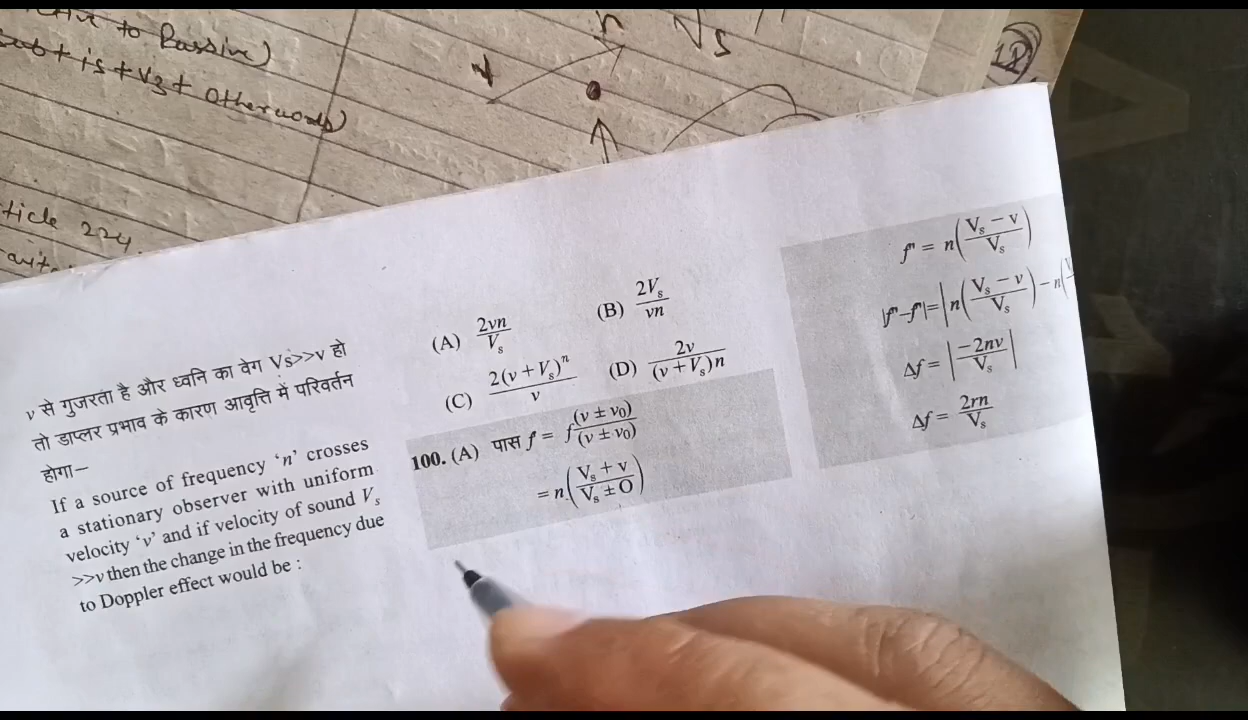 to Passive)
sub + is + V3 + otherwords)
n
Vs
12
ticle 224
v से गुजरता है और ध्वनि का वेग Vs>>v हो
तो डाप्लर प्रभाव के कारण आवृत्ति में परिवर्तन
होगा–
If a source of frequency ‘n’ crosses
a stationary observer with uniform
velocity ‘v’ and if velocity of sound Vs
>>v then the change in the frequency due
to Doppler effect would be :
(A) 2vn/Vs (B) 2Vs/vn
(C) 2(v + Vs)ⁿ/v (D) 2v/(v + Vs)n
100. (A) पास f' = f (v ± v0)/(v ± v0)
= n((Vs + v)/(Vs ± O))
f" = n((Vs − v)/Vs)
|f"–f'|=|n((Vs − v)/Vs) − n(
Δf = |−2nv/Vs|
Δf = 2rn/Vs